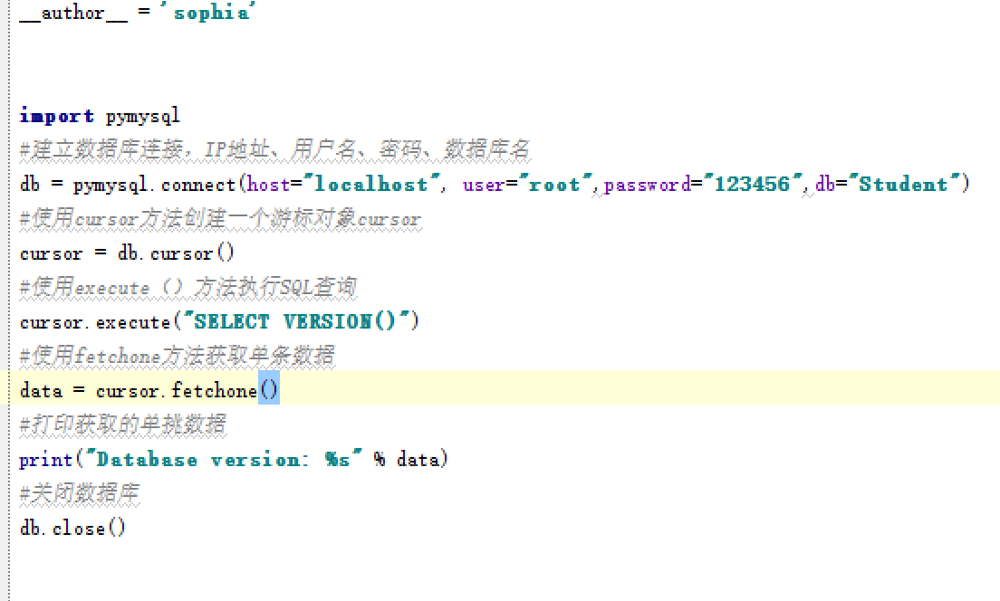 __author__ = 'sophia'
import pymysql
#建立数据库连接，IP地址、用户名、密码、数据库名
db = pymysql.connect(host="localhost", user="root",password="123456",db="Student")
#使用cursor方法创建一个游标对象cursor
cursor = db.cursor()
#使用execute（）方法执行SQL查询
cursor.execute("SELECT VERSION()")
#使用fetchone方法获取单条数据
data = cursor.fetchone()
#打印获取的单挑数据
print("Database version: %s" % data)
#关闭数据库
db.close()